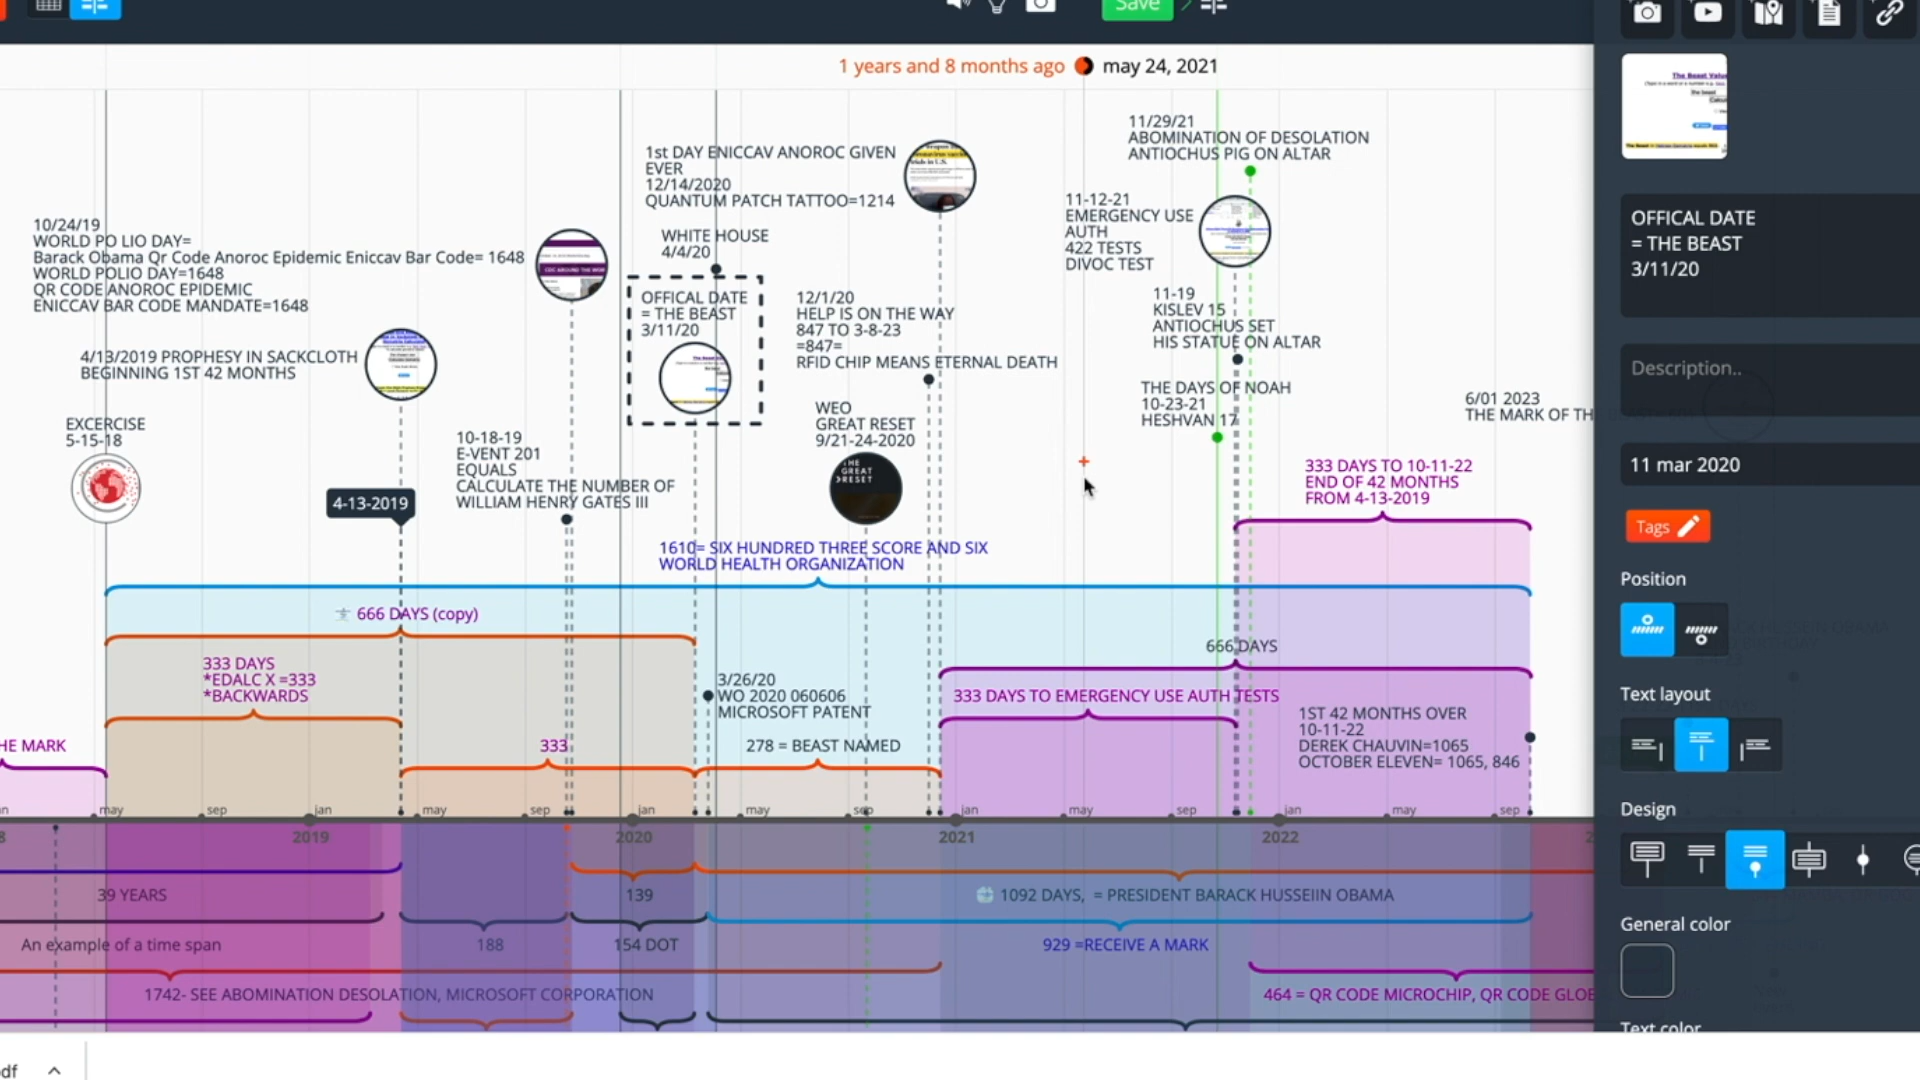 Save
1 years and 8 months ago
may 24, 2021
11/29/21
ABOMINATION OF DESOLATION
ANTIOCHUS PIG ON ALTAR
1st DAY ENICCAV ANOROC GIVEN
EVER
12/14/2020
QUANTUM PATCH TATTOO=1214
11-12-21
EMERGENCY USE
AUTH
422 TESTS
DIVOC TEST
10/24/19
WORLD PO LIO DAY=
Barack Obama Qr Code Anoroc Epidemic Eniccav Bar Code= 1648
WORLD POLIO DAY=1648
QR CODE ANOROC EPIDEMIC
ENICCAV BAR CODE MANDATE=1648
WHITE HOUSE
4/4/20
OFFICAL DATE
= THE BEAST
3/11/20
12/1/20
HELP IS ON THE WAY
847 TO 3-8-23
=847=
RFID CHIP MEANS ETERNAL DEATH
11-19
KISLEV 15
ANTIOCHUS SET
HIS STATUE ON ALTAR
4/13/2019 PROPHESY IN SACKCLOTH
BEGINNING 1ST 42 MONTHS
THE DAYS OF NOAH
10-23-21
HESHVAN 17
6/01 2023
THE MARK OF TH
EXCERCISE
5-15-18
WEO
GREAT RESET
9/21-24-2020
THE
GREAT
RESET
10-18-19
E-VENT 201
EQUALS
CALCULATE THE NUMBER OF
WILLIAM HENRY GATES III
4-13-2019
333 DAYS TO 10-11-22
END OF 42 MONTHS
FROM 4-13-2019
1610= SIX HUNDRED THREE SCORE AND SIX
WORLD HEALTH ORGANIZATION
666 DAYS (copy)
666 DAYS
333 DAYS
*EDALC X =333
*BACKWARDS
3/26/20
WO 2020 060606
MICROSOFT PATENT
333 DAYS TO EMERGENCY USE AUTH TESTS
1ST 42 MONTHS OVER
10-11-22
DEREK CHAUVIN=1065
OCTOBER ELEVEN= 1065, 846
HE MARK
333
278 = BEAST NAMED
may sep jan may sep jan may sep jan may sep jan may sep
2019 2020 2021 2022
39 YEARS
139
1092 DAYS, = PRESIDENT BARACK HUSSEIIN OBAMA
An example of a time span
188
154 DOT
929 =RECEIVE A MARK
1742- SEE ABOMINATION DESOLATION, MICROSOFT CORPORATION
464 = QR CODE MICROCHIP, QR CODE GLOB
df
The Beast Value
OFFICAL DATE
= THE BEAST
3/11/20
Description..
11 mar 2020
Tags
Position
Text layout
Design
General color
Text color